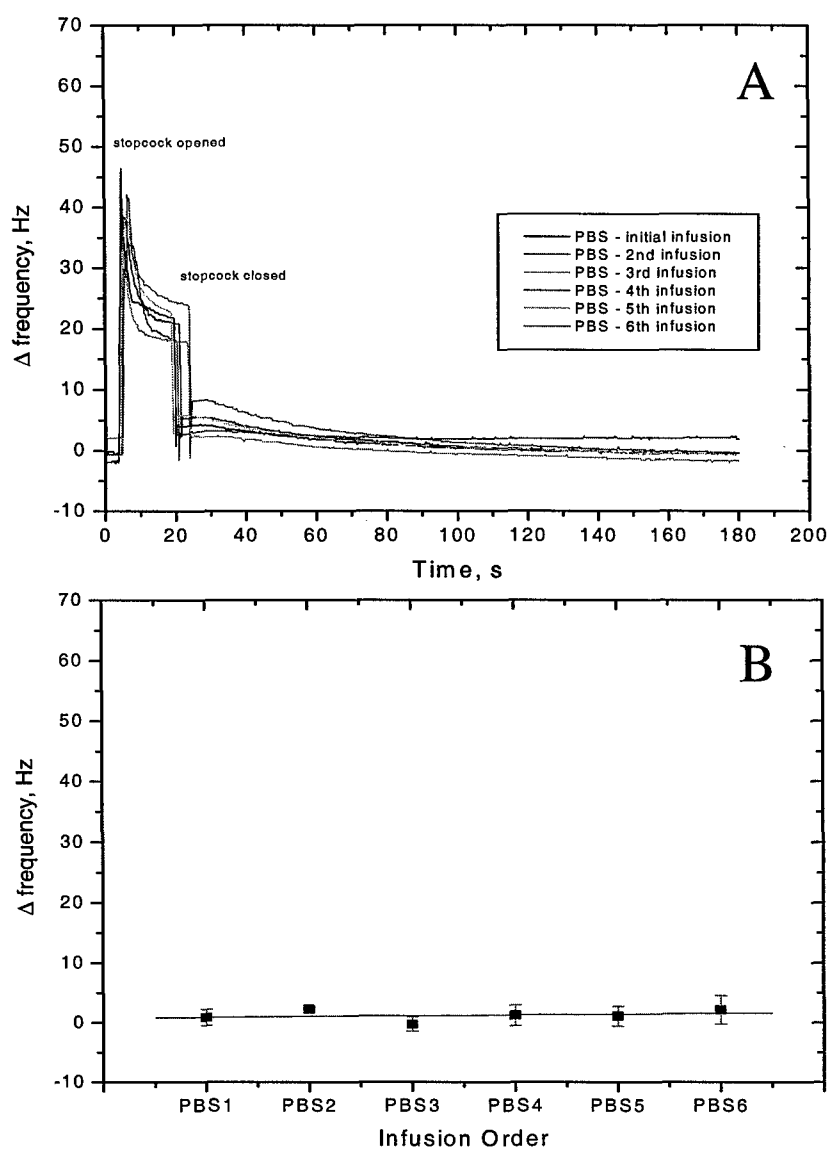 70
A
60
50
stopcock opened
40
30
stopcock closed
PBS - initial infusion
PBS - 2nd infusion
PBS - 3rd infusion
PBS - 4th infusion
PBS - 5th infusion
PBS - 6th infusion
20
10
0
-10
Δ frequency, Hz
0 20 40 60 80 100 120 140 160 180 200
Time, s
70
B
60
50
40
30
20
10
0
-10
Δ frequency, Hz
PBS1 PBS2 PBS3 PBS4 PBS5 PBS6
Infusion Order